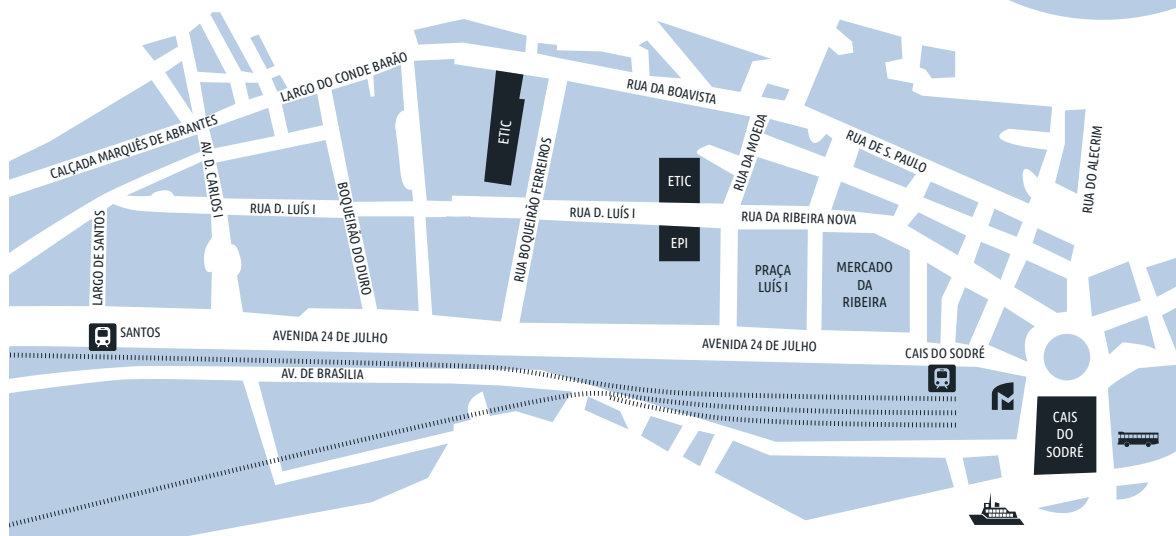 LARGO DO CONDE BARÃO
RUA DA BOAVISTA
CALÇADA MARQUÊS DE ABRANTES
AV. D. CARLOS I
ETIC
RUA BOQUEIRÃO FERREIROS
RUA DA MOEDA
RUA DE S. PAULO
RUA DO ALECRIM
ETIC
LARGO DE SANTOS
RUA D. LUÍS I
BOQUEIRÃO DO DURO
RUA D. LUÍS I
RUA DA RIBEIRA NOVA
EPI
PRAÇA
LUÍS I
MERCADO
DA
RIBEIRA
SANTOS
AVENIDA 24 DE JULHO
AVENIDA 24 DE JULHO
CAIS DO SODRÉ
AV. DE BRASILIA
CAIS
DO
SODRÉ